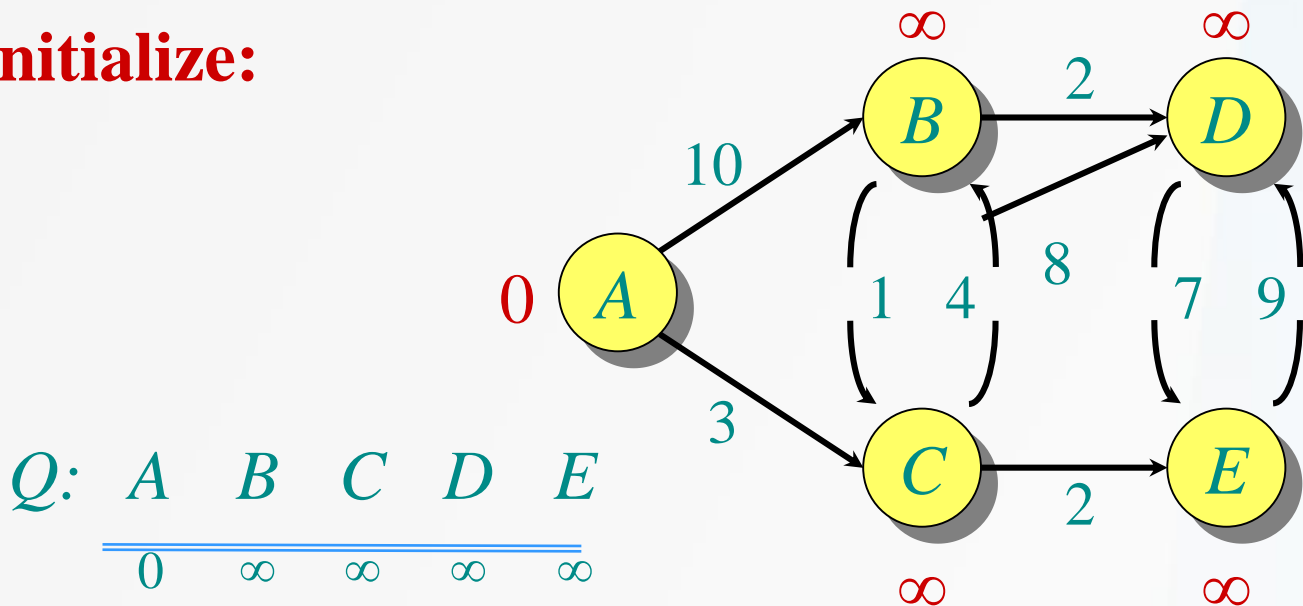 nitialize:
∞ ∞
B 2 D
10
8
0 A 1 4 7 9
3
C 2 E
∞ ∞
Q: A B C D E
0 ∞ ∞ ∞ ∞